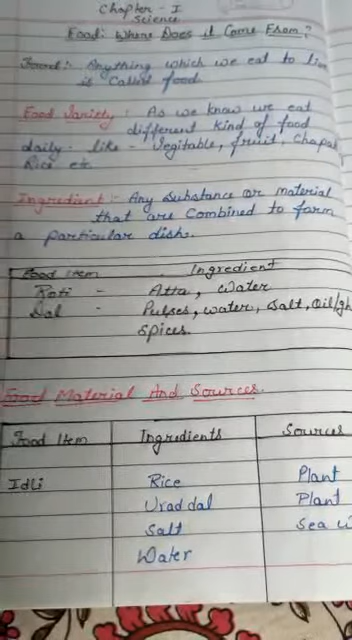 Chapter - I
Science
Food: Where Does it Come From?
Food:- Anything which we eat to live
is Called food.
Food Variety:- As we know we eat
different kind of food
daily - like - Vegitable, fruit, Chapa
Rice etc
Ingredient:- Any Substance or material
that are Combined to form
a particular dish.
Food Item Ingredient
Roti - Atta, Water
Dal - Pulses, water, Salt, Oil/gh
Spices.
Food Material And Sources.
Food Item Ingredients Sources
Idli Rice Plant
Urad dal Plant
Salt Sea
Water